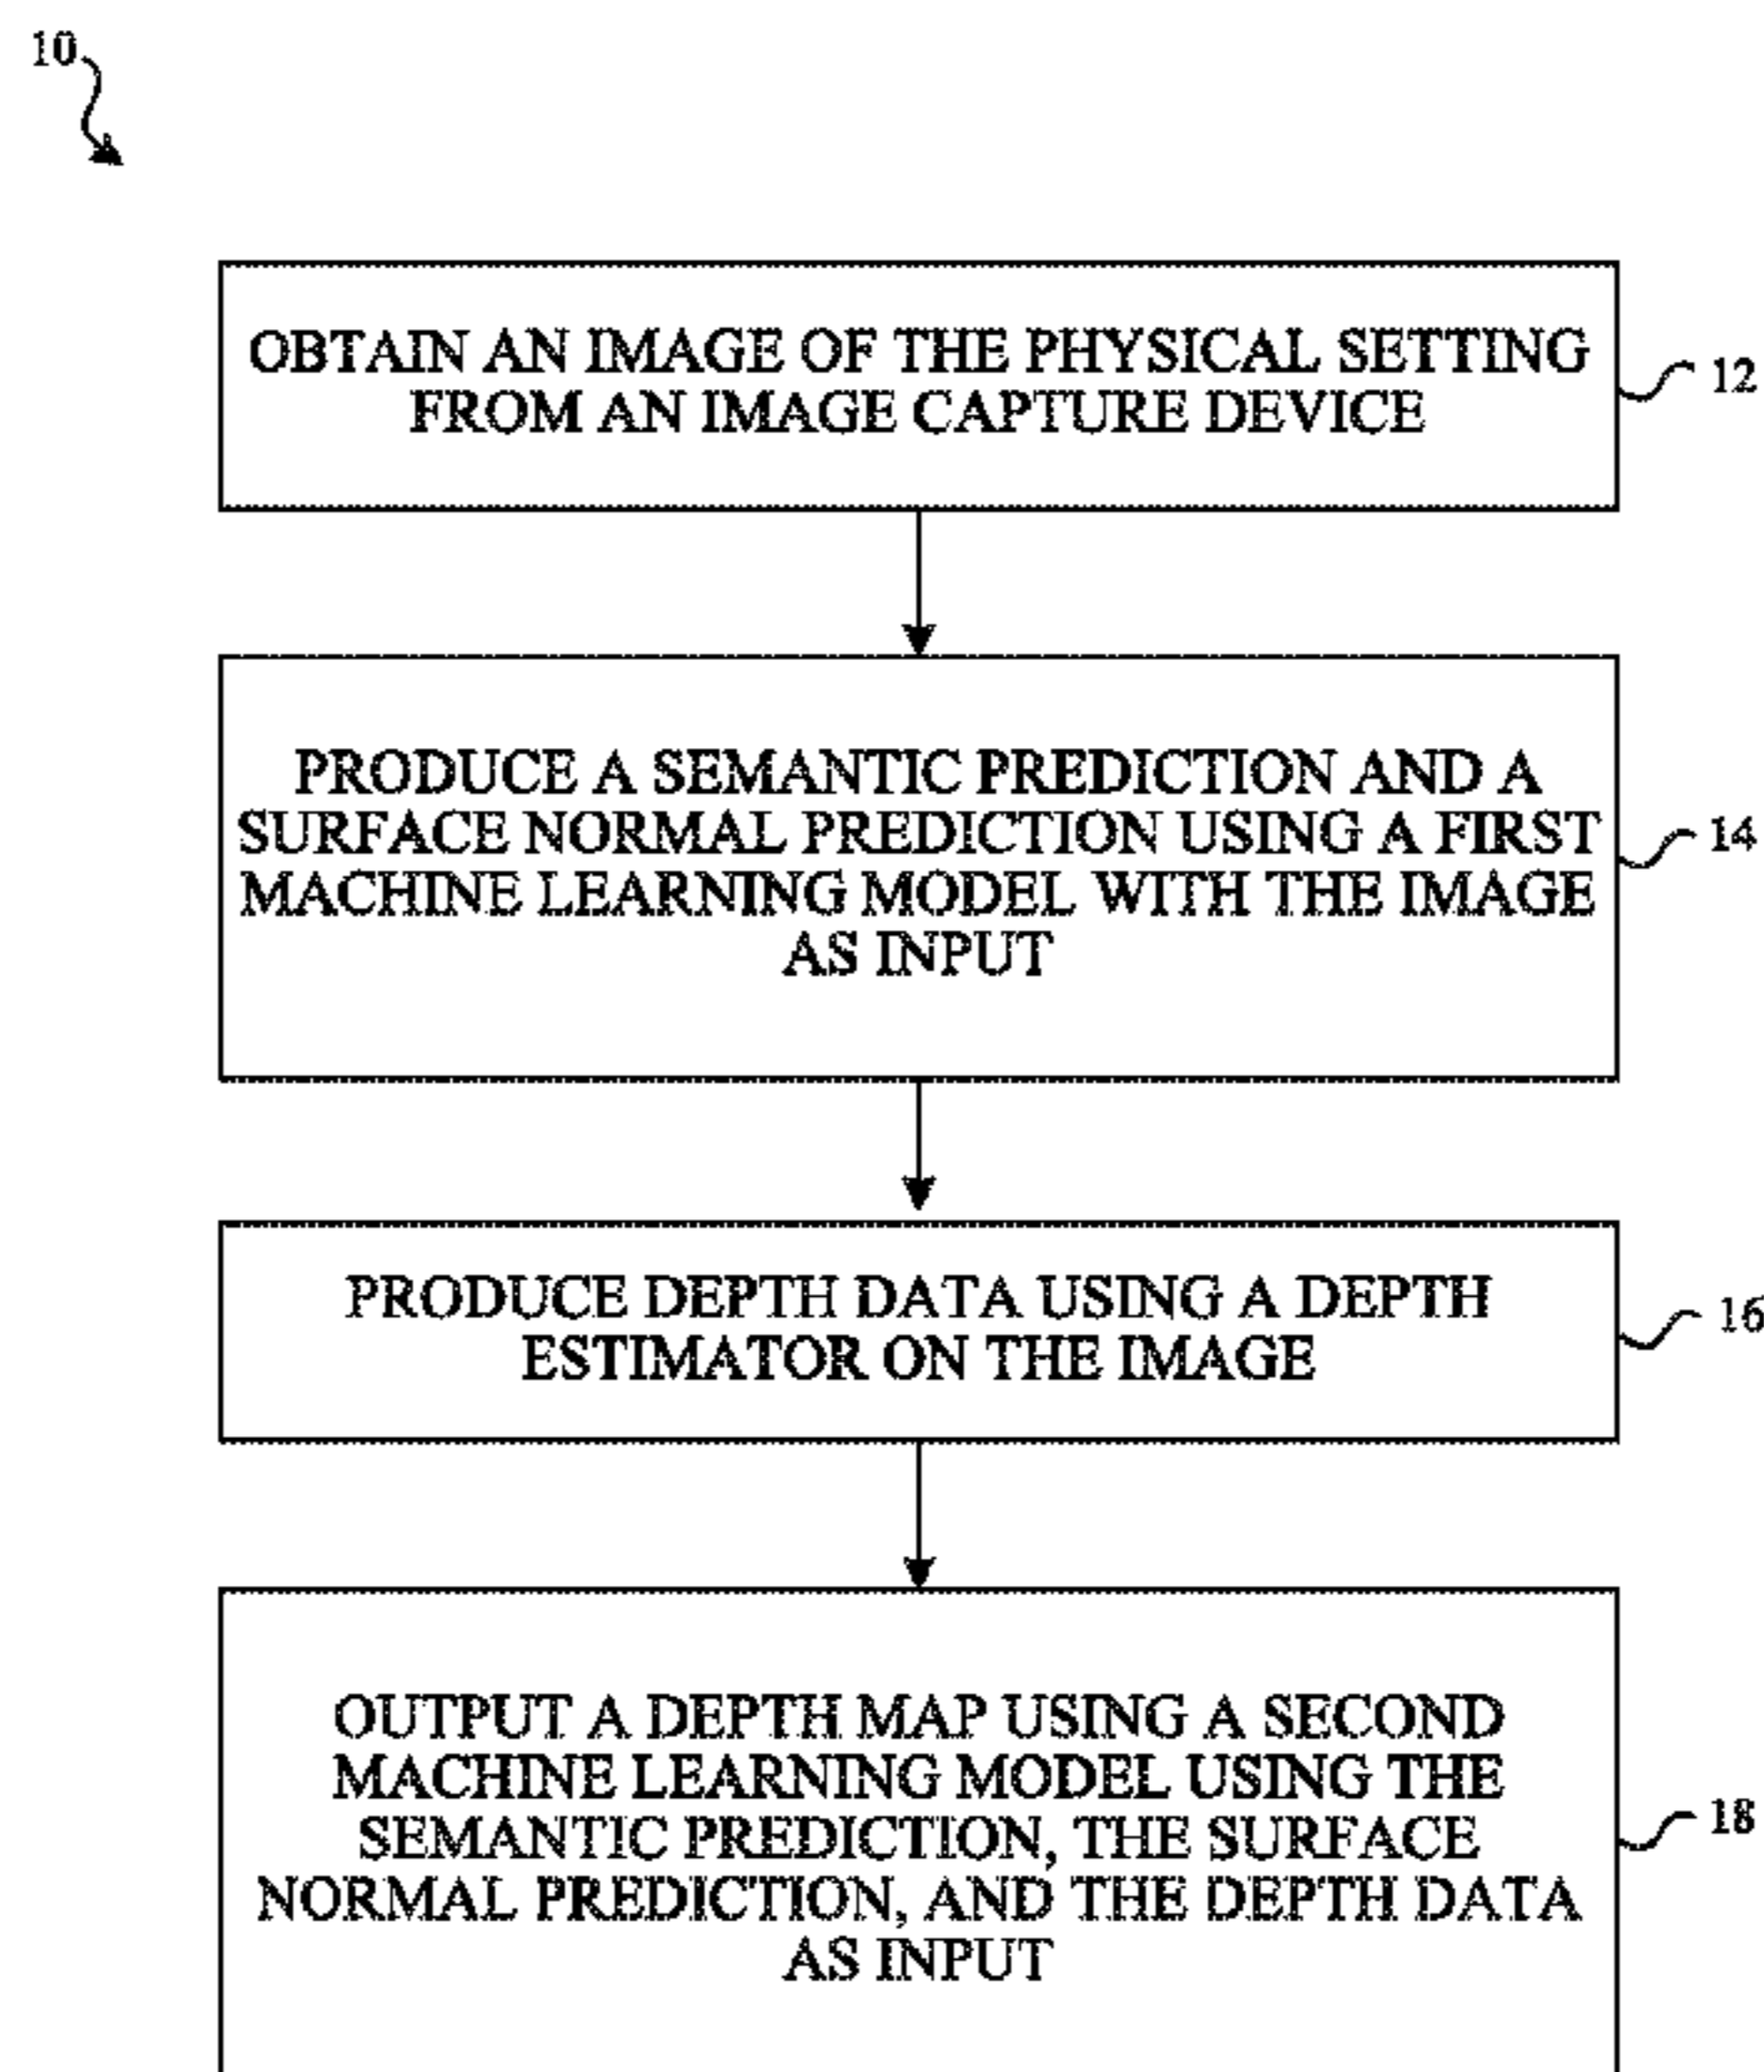 10
OBTAIN AN IMAGE OF THE PHYSICAL SETTING
FROM AN IMAGE CAPTURE DEVICE
12
PRODUCE A SEMANTIC PREDICTION AND A
SURFACE NORMAL PREDICTION USING A FIRST
MACHINE LEARNING MODEL WITH THE IMAGE
AS INPUT
14
PRODUCE DEPTH DATA USING A DEPTH
ESTIMATOR ON THE IMAGE
16
OUTPUT A DEPTH MAP USING A SECOND
MACHINE LEARNING MODEL USING THE
SEMANTIC PREDICTION, THE SURFACE
NORMAL PREDICTION, AND THE DEPTH DATA
AS INPUT
18